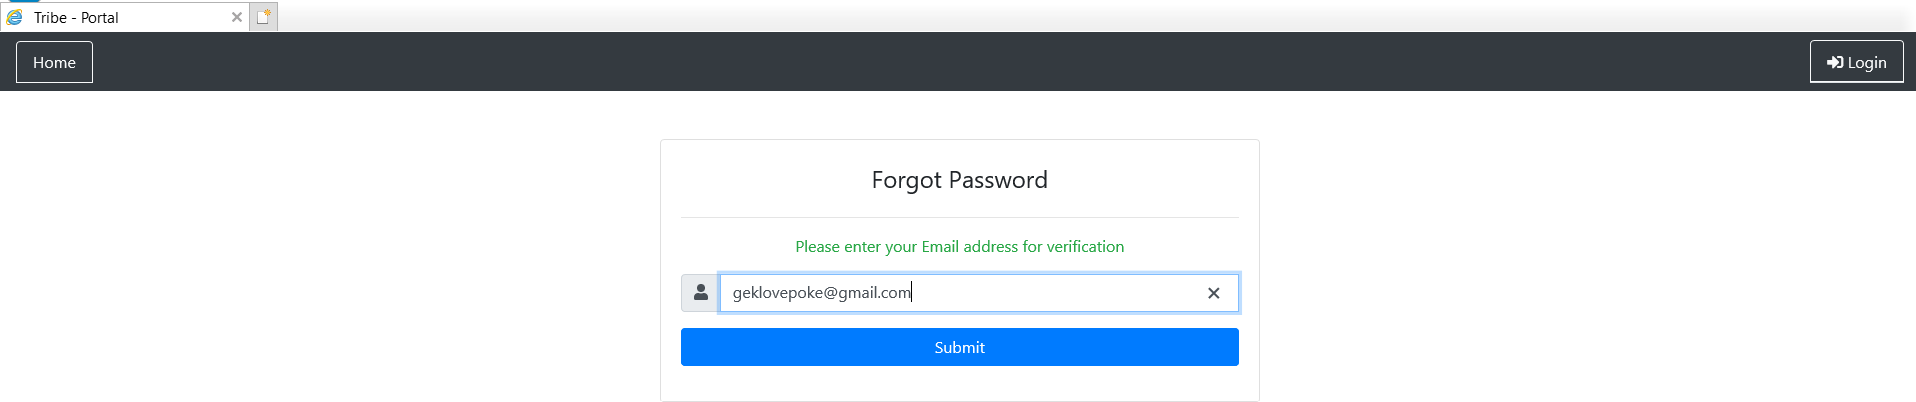 Tribe - Portal
Home
Login
Forgot Password
Please enter your Email address for verification
geklovepoke@gmail.com
Submit